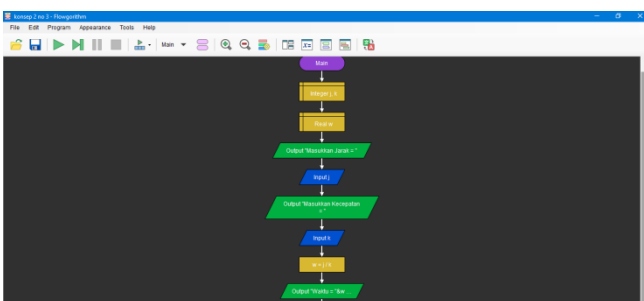 konsep 2 no 3 - Flowgorithm
File Edit Program Appearance Tools Help
Main
Main
Integer j, k
Real w
Output "Masukkan Jarak = "
Input j
Output "Masukkan Kecepatan
= "
Input k
w = j / k
Output "Waktu = "&w ...